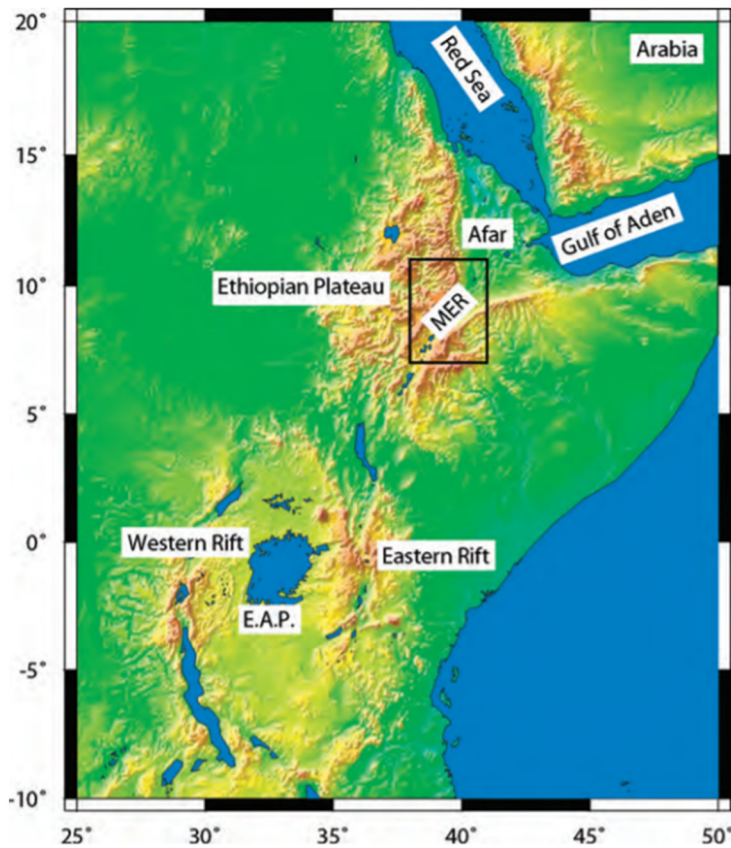 20°
Red Sea
Arabia
15°
Afar
Gulf of Aden
Ethiopian Plateau
10°
MER
5°
Western Rift
0°
Eastern Rift
E.A.P.
-5°
-10°
25°
30°
35°
40°
45°
50°